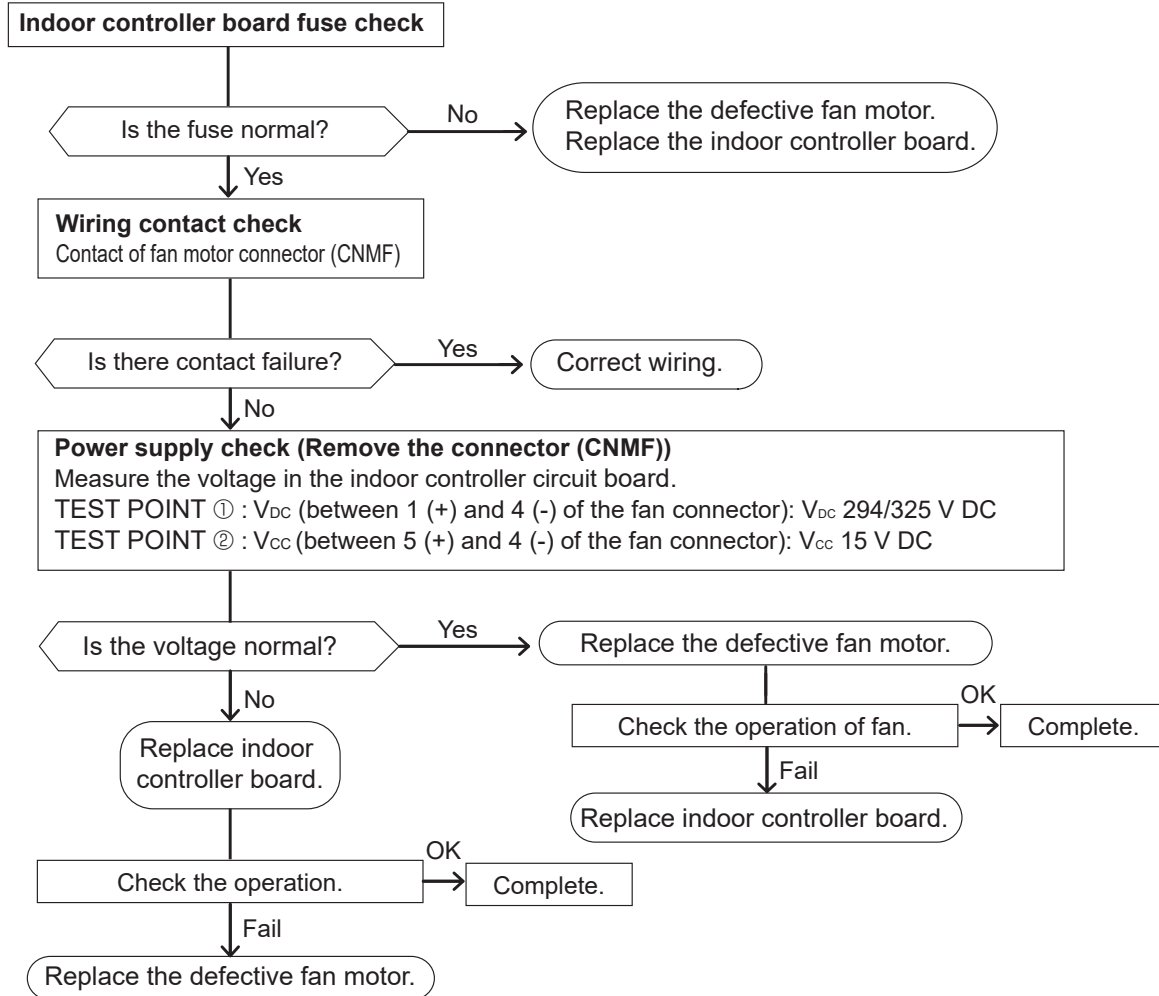 Indoor controller board fuse check
Is the fuse normal?
No
Replace the defective fan motor.
Replace the indoor controller board.
Yes
Wiring contact check
Contact of fan motor connector (CNMF)
Is there contact failure?
Yes
Correct wiring.
No
Power supply check (Remove the connector (CNMF))
Measure the voltage in the indoor controller circuit board.
TEST POINT ① : VDC (between 1 (+) and 4 (-) of the fan connector): VDC 294/325 V DC
TEST POINT ② : VCC (between 5 (+) and 4 (-) of the fan connector): VCC 15 V DC
Is the voltage normal?
Yes
Replace the defective fan motor.
No
OK
Check the operation of fan.
Complete.
Replace indoor
controller board.
Fail
Replace indoor controller board.
OK
Check the operation.
Complete.
Fail
Replace the defective fan motor.